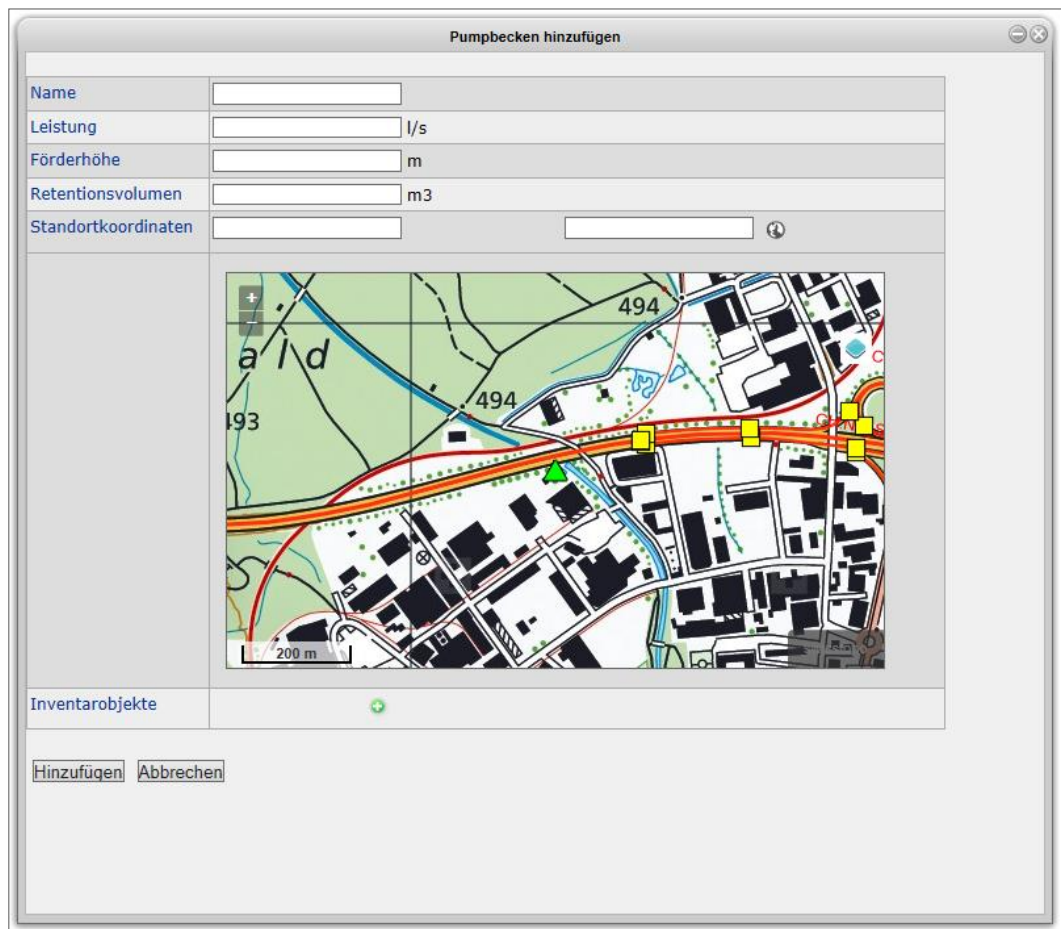 Pumpbecken hinzufügen
Name
Leistung l/s
Förderhöhe m
Retentionsvolumen m3
Standortkoordinaten
+
494
−
a l d
494
493
200 m
Inventarobjekte
Hinzufügen Abbrechen